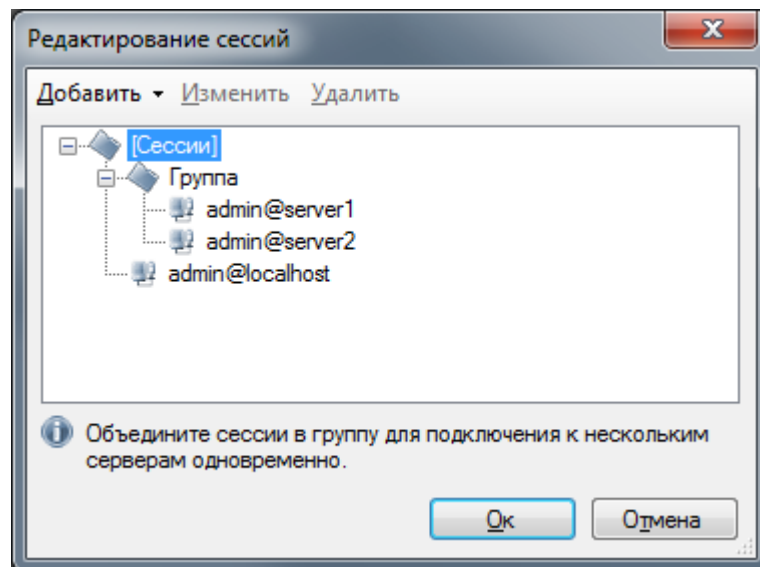 Редактирование сессий
Добавить Изменить Удалить
[Сессии]
Группа
admin@server1
admin@server2
admin@localhost
Объедините сессии в группу для подключения к нескольким
серверам одновременно.
Ок Отмена